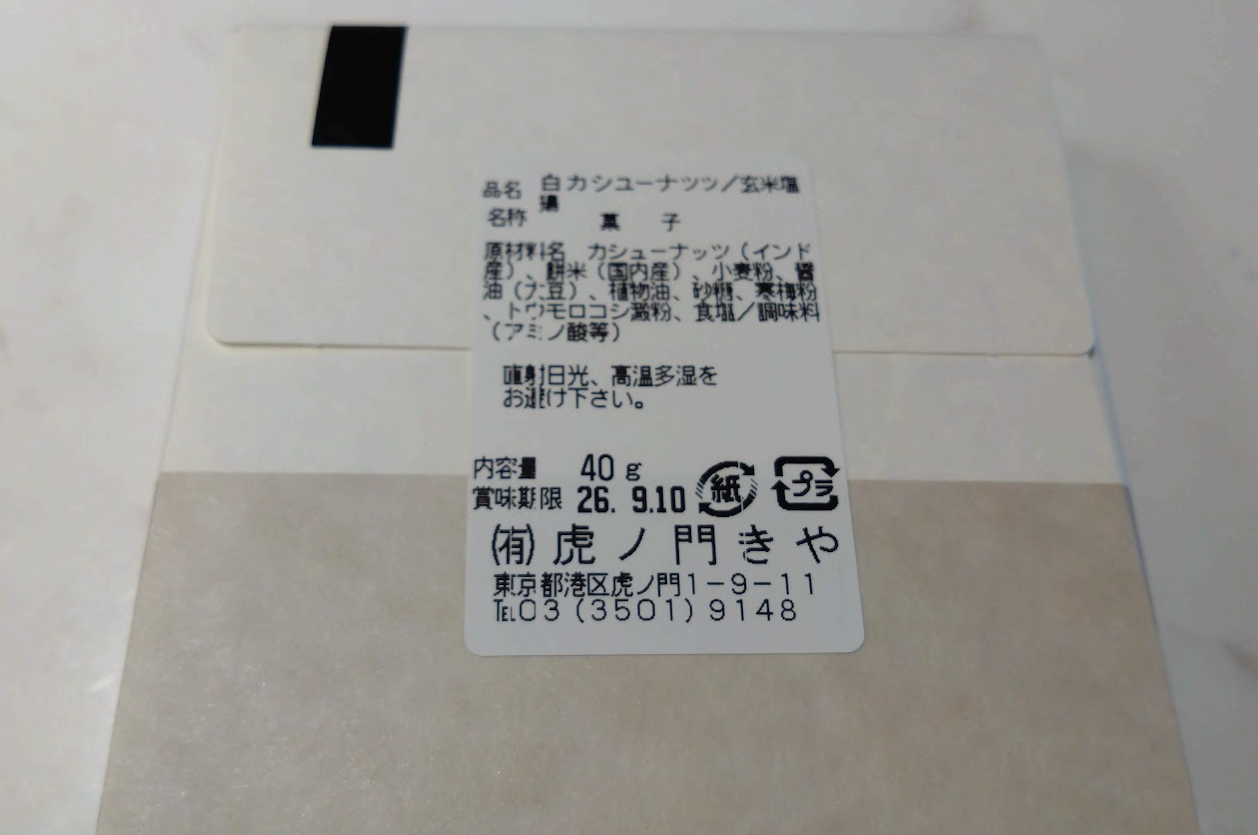 品名 白カシューナッツ/玄米塩
揚
名称 菓 子
原材料名 カシューナッツ(インド
産)、餅米(国内産)、小麦粉、醤
油(大豆)、植物油、砂糖、寒梅粉
、トウモロコシ澱粉、食塩/調味料
(アミノ酸等)
直射日光、高温多湿を
お避け下さい。
内容量 40g
賞味期限 26. 9.10 紙 プラ
(有)虎ノ門きや
東京都港区虎ノ門1-9-11
TEL03(3501)9148